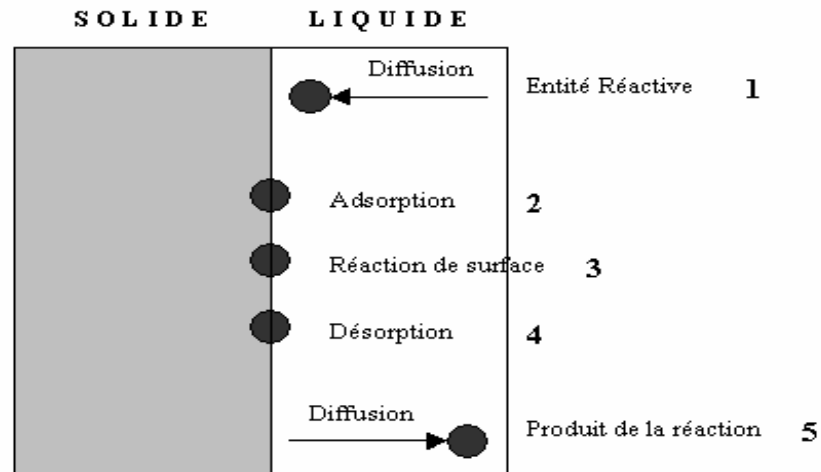 SOLIDE LIQUIDE
Diffusion
Entité Réactive 1
Adsorption 2
Réaction de surface 3
Désorption 4
Diffusion
Produit de la réaction 5